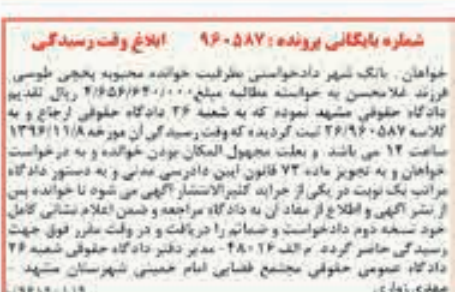 شماره بایگانی پرونده : ۹۶۰۵۸۷ ابلاغ وقت رسیدگی
خواهان . بانک شهر دادخواستی بطرفیت خوانده محبوبه یخچی طوسی
فرزند غلامحسن به خواسته مطالبه مبلغ ۴/۶۵۶/۶۴۰/۰۰۰ ریال تقدیم
دادگاه حقوقی مشهد نموده که به شعبه ۲۶ دادگاه حقوقی ارجاع و به
کلاسه ۲۶/۹۶۰۵۸۷ ثبت گردیده که وقت رسیدگی آن مورخه ۱۳۹۶/۱۱/۸
ساعت ۱۲ می باشد . و بعلت مجهول المکان بودن خوانده و به درخواست
خواهان و به تجویز ماده ۷۳ قانون آیین دادرسی مدنی و به دستور دادگاه
مراتب یک نوبت در یکی از جراید کثیرالانتشار آگهی می شود تا خوانده پس
از نشر آگهی و اطلاع از مفاد آن به دادگاه مراجعه و ضمن اعلام نشانی کامل
خود نسخه دوم دادخواست و ضمائم را دریافت و در وقت مقرر فوق جهت
رسیدگی حاضر گردد. م الف ۴۸۰۱۶ - مدیر دفتر دادگاه حقوقی شعبه ۲۶
دادگاه عمومی حقوقی مجتمع قضایی امام خمینی شهرستان مشهد -